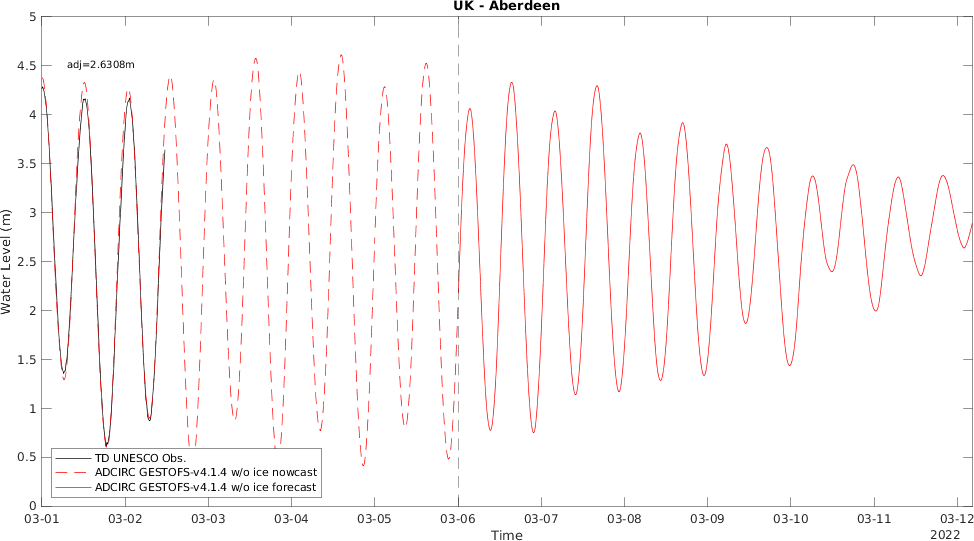 UK - Aberdeen
adj=2.6308m
Water Level (m)
5
4.5
4
3.5
3
2.5
2
1.5
1
0.5
0
TD UNESCO Obs.
ADCIRC GESTOFS-v4.1.4 w/o ice nowcast
ADCIRC GESTOFS-v4.1.4 w/o ice forecast
03-01 03-02 03-03 03-04 03-05 03-06 03-07 03-08 03-09 03-10 03-11 03-12
Time
2022